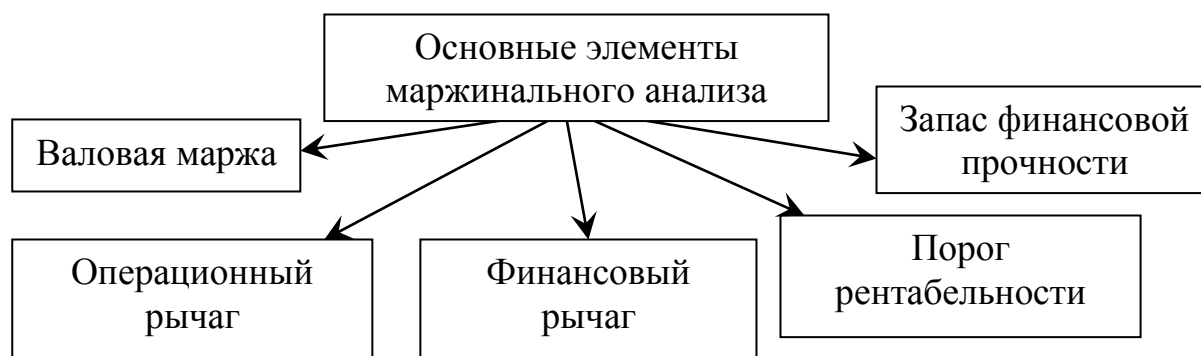 Основные элементы
маржинального анализа
Валовая маржа
Запас финансовой
прочности
Операционный
рычаг
Финансовый
рычаг
Порог
рентабельности